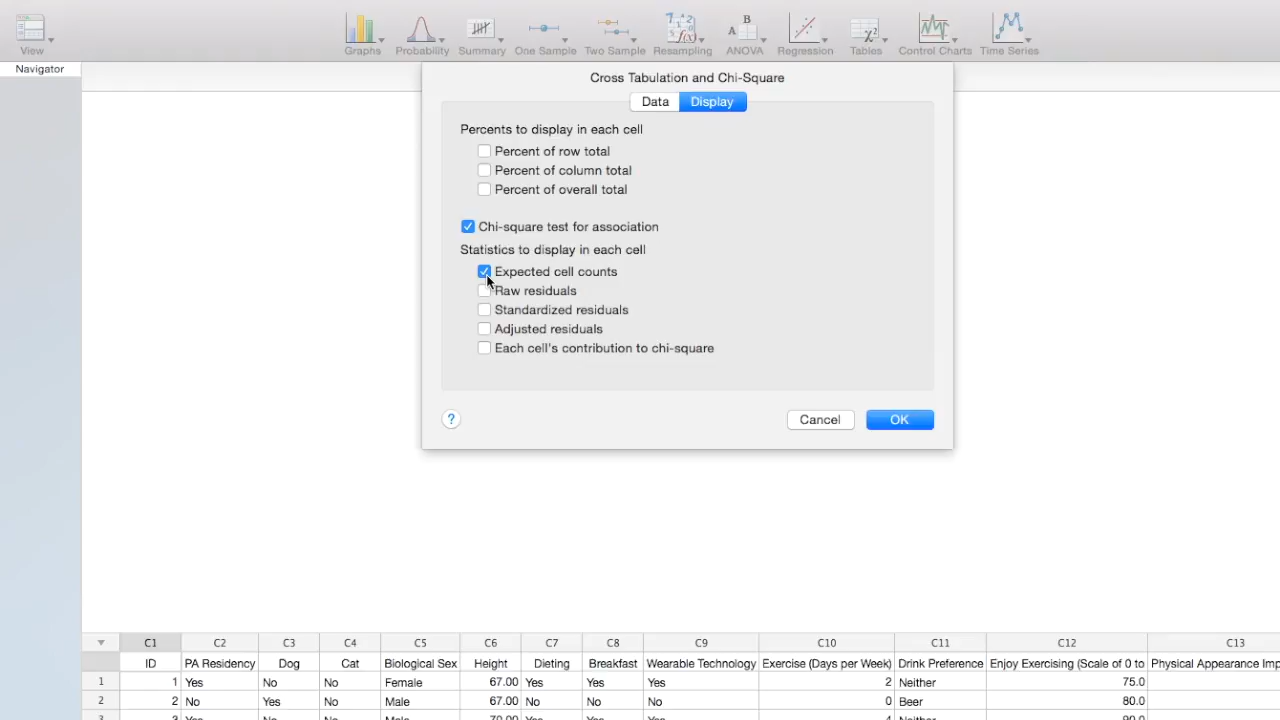 View
Graphs
Probability
Summary
One Sample
Two Sample
Resampling
ANOVA
Regression
Tables
Control Charts
Time Series
Navigator
Cross Tabulation and Chi-Square
Data Display
Percents to display in each cell
Percent of row total
Percent of column total
Percent of overall total
Chi-square test for association
Statistics to display in each cell
Expected cell counts
Raw residuals
Standardized residuals
Adjusted residuals
Each cell's contribution to chi-square
? Cancel OK
C1 C2 C3 C4 C5 C6 C7 C8 C9 C10 C11 C12 C13
ID PA Residency Dog Cat Biological Sex Height Dieting Breakfast Wearable Technology Exercise (Days per Week) Drink Preference Enjoy Exercising (Scale of 0 to Physical Appearance
1 1 Yes No No Female 67.00 Yes Yes Yes 2 Neither 75.0
2 2 No Yes No Male 67.00 No No No 0 Beer 80.0